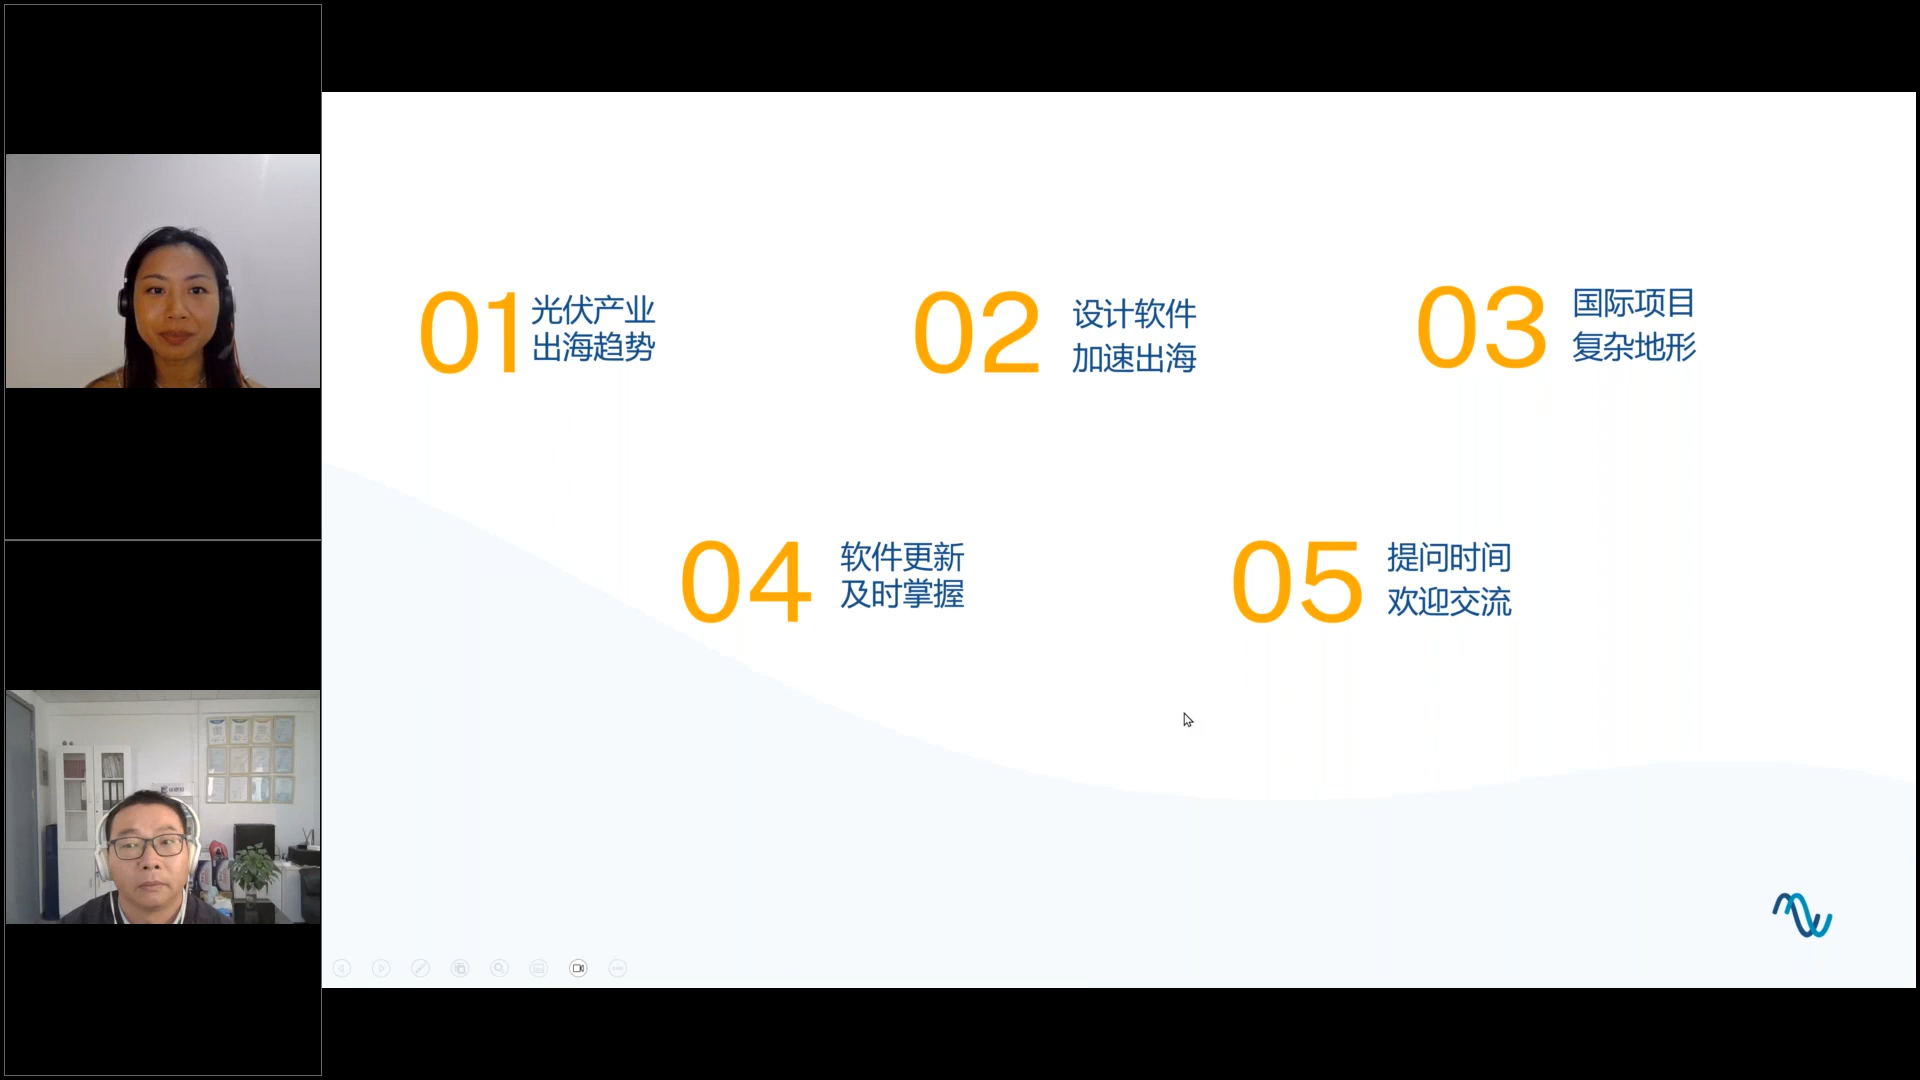 01
光伏产业
出海趋势
02
设计软件
加速出海
03
国际项目
复杂地形
04
软件更新
及时掌握
05
提问时间
欢迎交流